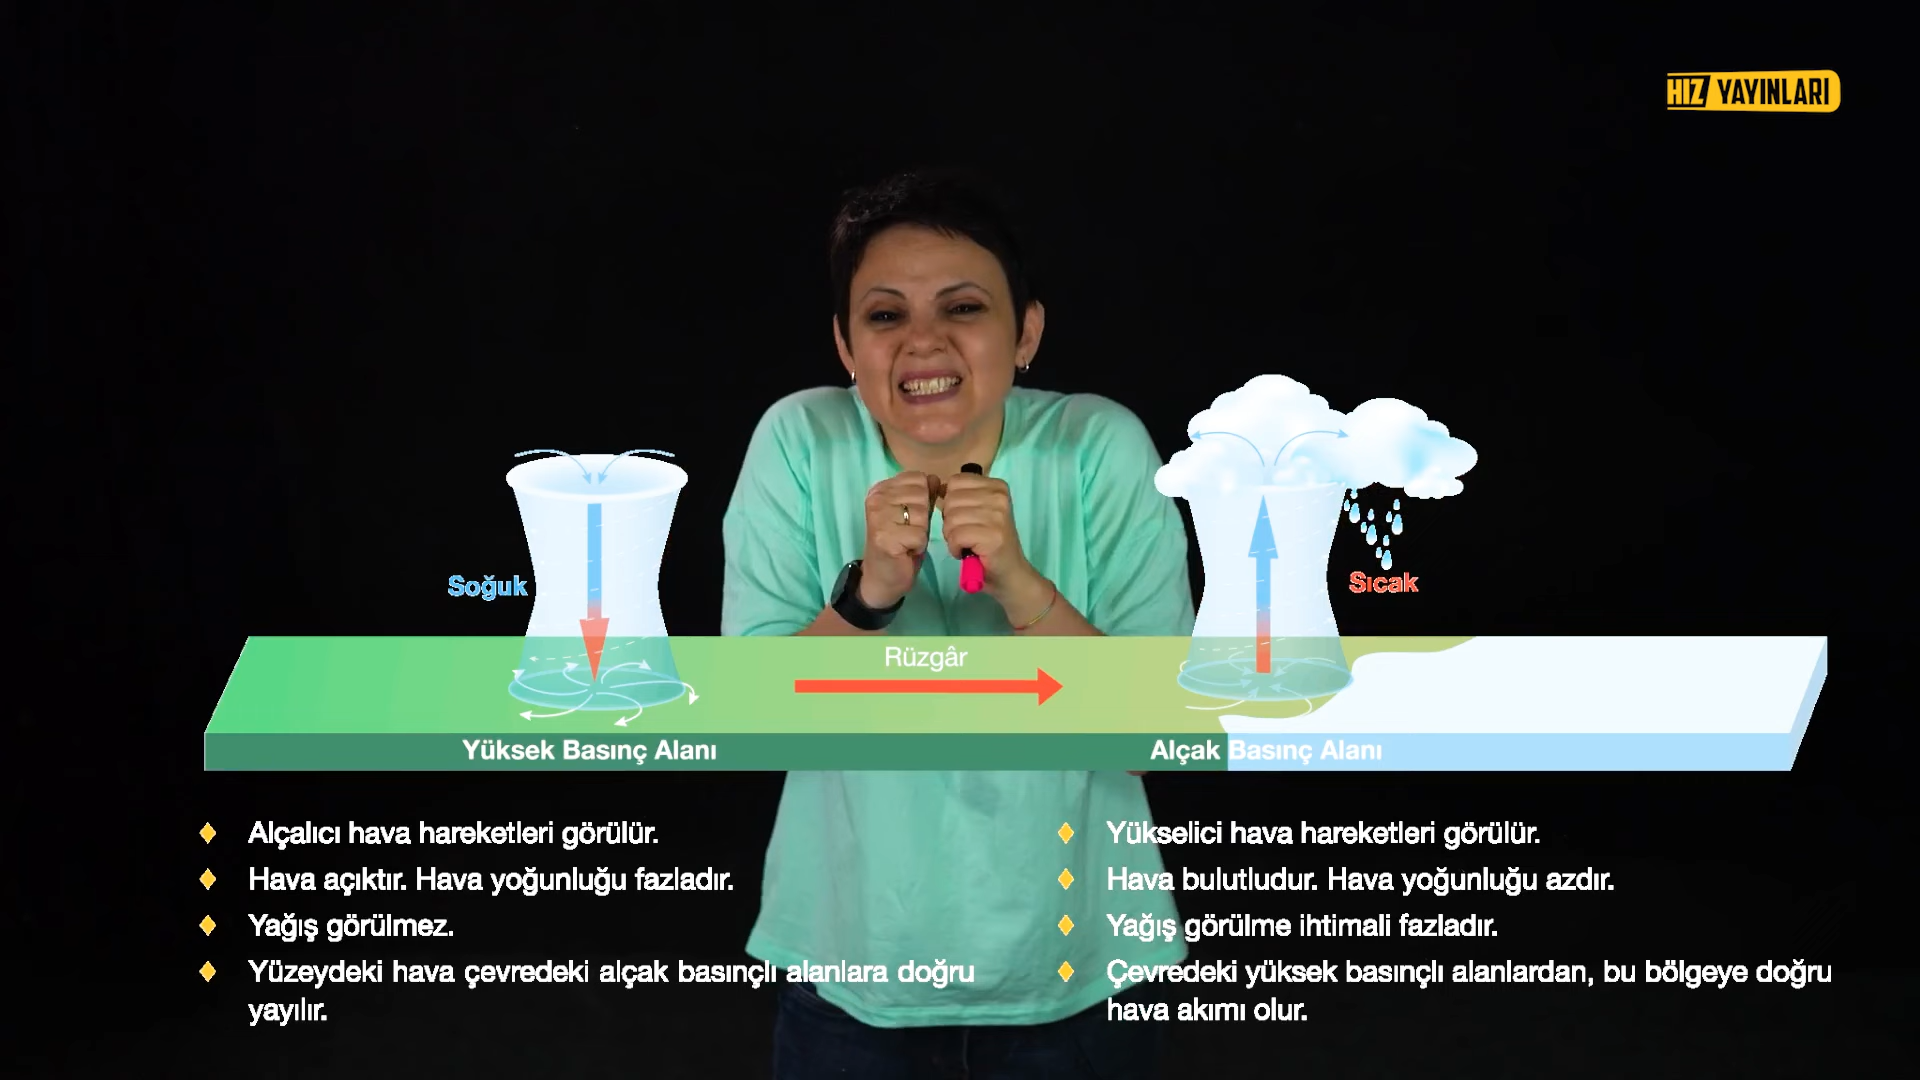 HIZ YAYINLARI
Soğuk
Sıcak
Rüzgâr
Yüksek Basınç Alanı
Alçak Basınç Alanı
Alçalıcı hava hareketleri görülür.
Hava açıktır. Hava yoğunluğu fazladır.
Yağış görülmez.
Yüzeydeki hava çevredeki alçak basınçlı alanlara doğru
yayılır.
Yükselici hava hareketleri görülür.
Hava bulutludur. Hava yoğunluğu azdır.
Yağış görülme ihtimali fazladır.
Çevredeki yüksek basınçlı alanlardan, bu bölgeye doğru
hava akımı olur.